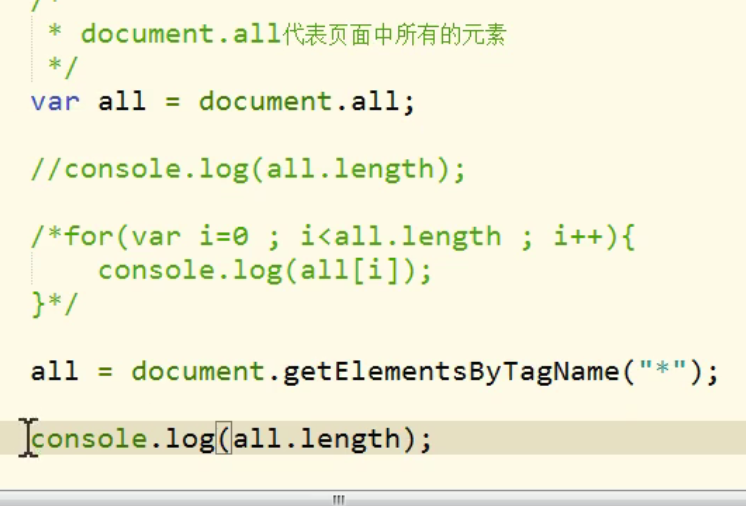 /*
* document.all代表页面中所有的元素
*/
var all = document.all;
//console.log(all.length);
/*for(var i=0 ; i<all.length ; i++){
console.log(all[i]);
}*/
all = document.getElementsByTagName("*");
console.log(all.length);